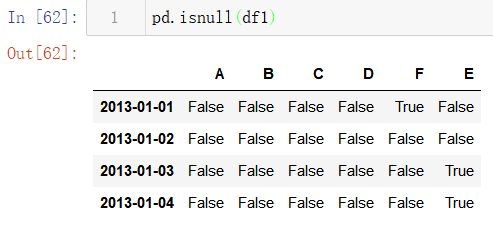 In [62]: 1 pd.isnull(df1)
Out[62]:
A B C D F E
2013-01-01 False False False False True False
2013-01-02 False False False False False False
2013-01-03 False False False False False True
2013-01-04 False False False False False True